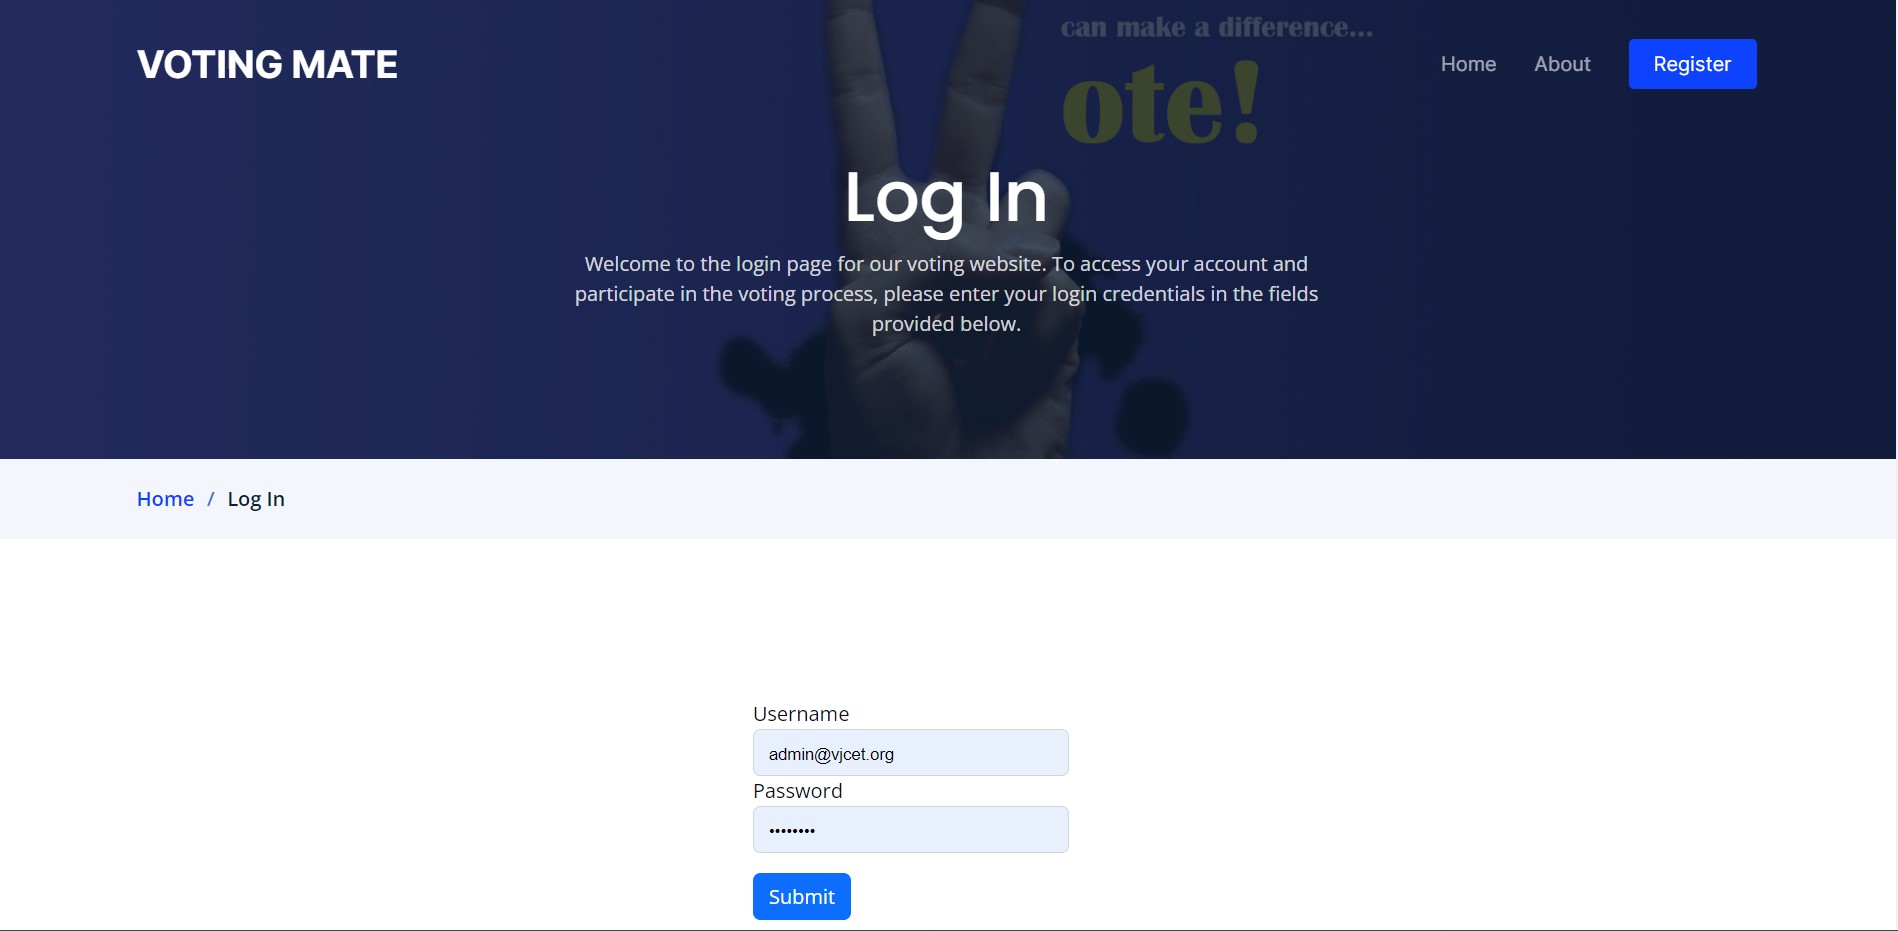 can make a difference...
VOTING MATE
Home About Register
ote!
Log In
Welcome to the login page for our voting website. To access your account and
participate in the voting process, please enter your login credentials in the fields
provided below.
Home / Log In
Username
admin@vjcet.org
Password
••••••••
Submit